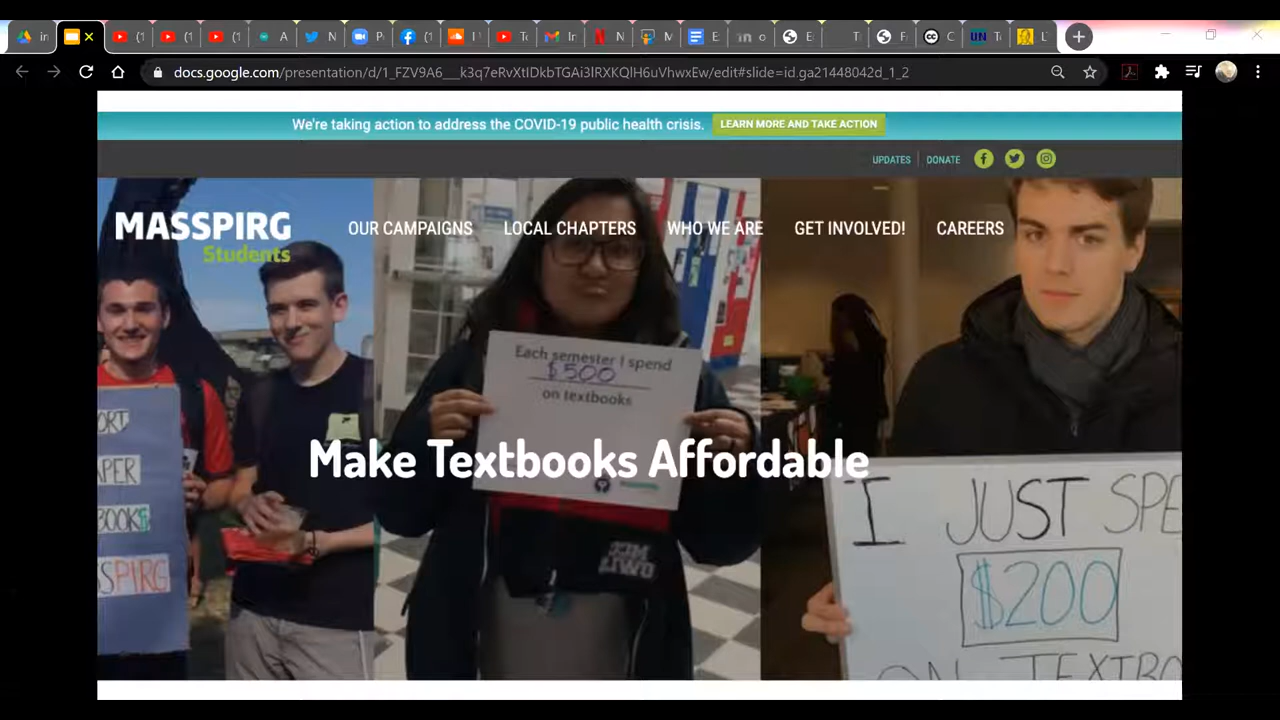 docs.google.com/presentation/d/1_FZV9A6___k3q7eRvXtIDkbTGAi3lRXKQlH6uVhwxEw/edit#slide=id.ga21448042d_1_2
We're taking action to address the COVID-19 public health crisis. LEARN MORE AND TAKE ACTION
UPDATES DONATE
MASSPIRG
Students
OUR CAMPAIGNS LOCAL CHAPTERS WHO WE ARE GET INVOLVED! CAREERS
Each semester I spend
$500
on textbooks
Make Textbooks Affordable
I JUST
$200
ON